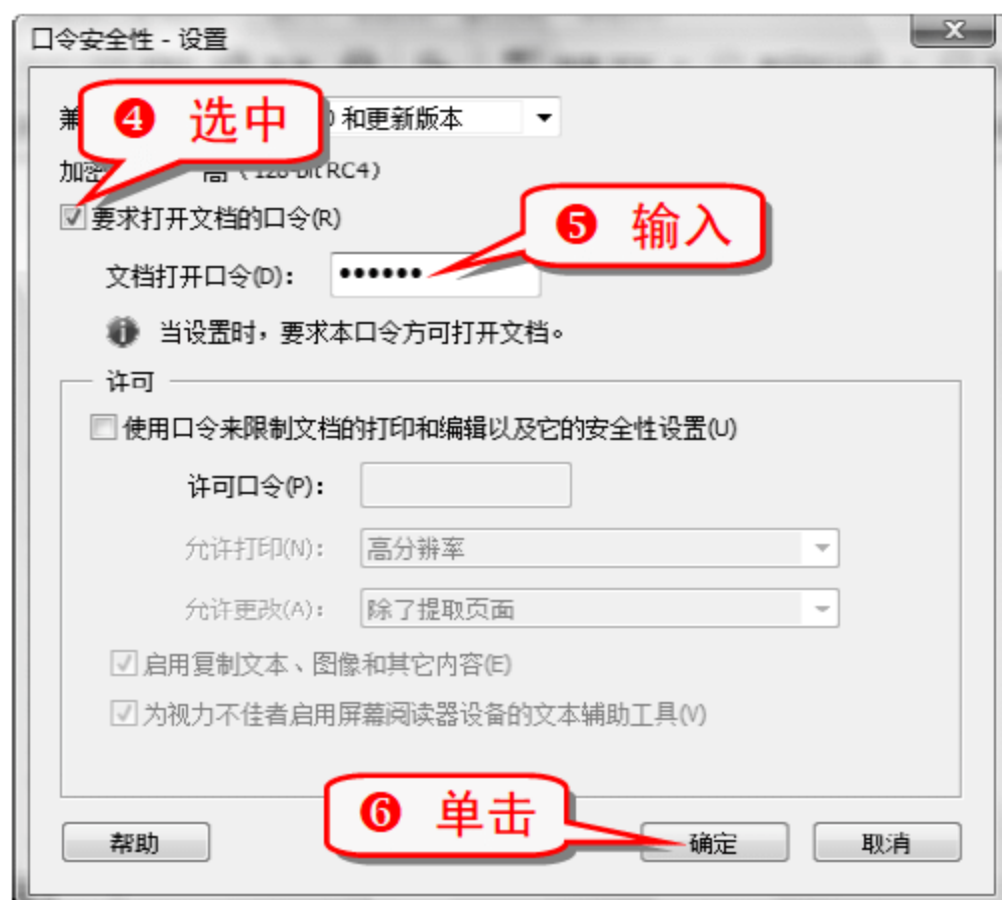 口令安全性 - 设置
兼
❹ 选中
和更新版本
加密
高 (128-bit RC4)
要求打开文档的口令(R)
❺ 输入
文档打开口令(D):
当设置时,要求本口令方可打开文档。
许可
使用口令来限制文档的打印和编辑以及它的安全性设置(U)
许可口令(P):
允许打印(N): 高分辨率
允许更改(A): 除了提取页面
启用复制文本、图像和其它内容(E)
为视力不佳者启用屏幕阅读器设备的文本辅助工具(V)
❻ 单击
帮助 确定 取消